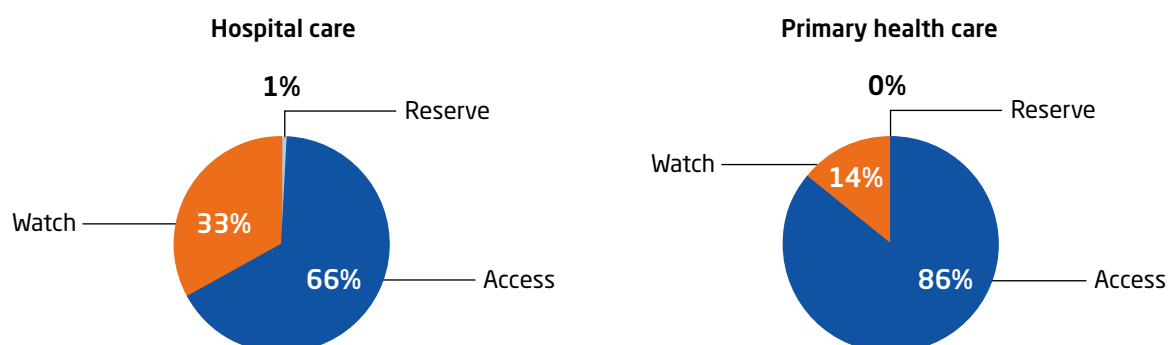 Hospital care
1%
Reserve
Watch
33%
66%
Access
Primary health care
0%
Reserve
Watch
14%
86%
Access